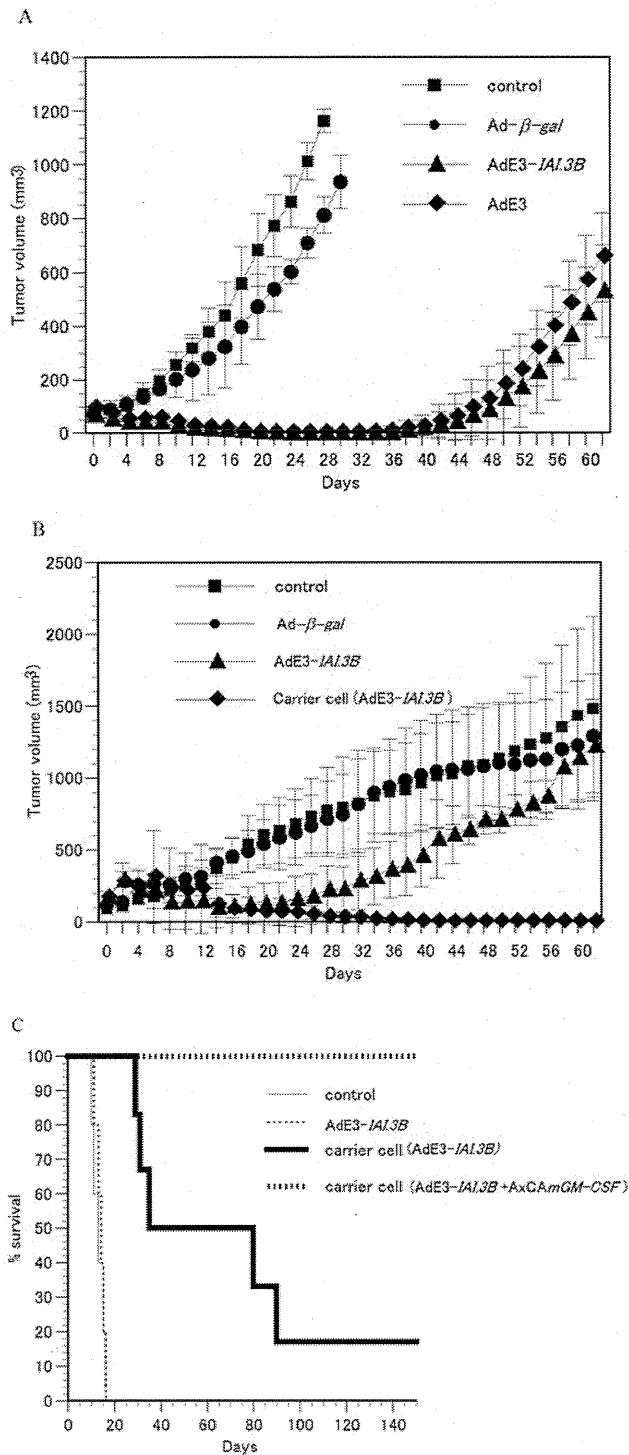 A
1400
1200
1000
800
600
400
200
0
Tumor volume (mm3)
control
Ad-β-gal
AdE3-IAI.3B
AdE3
0 4 8 12 16 20 24 28 32 36 40 44 48 52 56 60
Days
B
2500
2000
1500
1000
500
0
Tumor volume (mm3)
control
Ad-β-gal
AdE3-IAI.3B
Carrier cell (AdE3-IAI.3B)
0 4 8 12 16 20 24 28 32 36 40 44 48 52 56 60
Days
C
100
90
80
70
60
50
40
30
20
10
0
% survival
control
AdE3-IAI.3B
carrier cell (AdE3-IAI.3B)
carrier cell (AdE3-IAI.3B+AxCAmGM-CSF)
0 20 40 60 80 100 120 140
Days